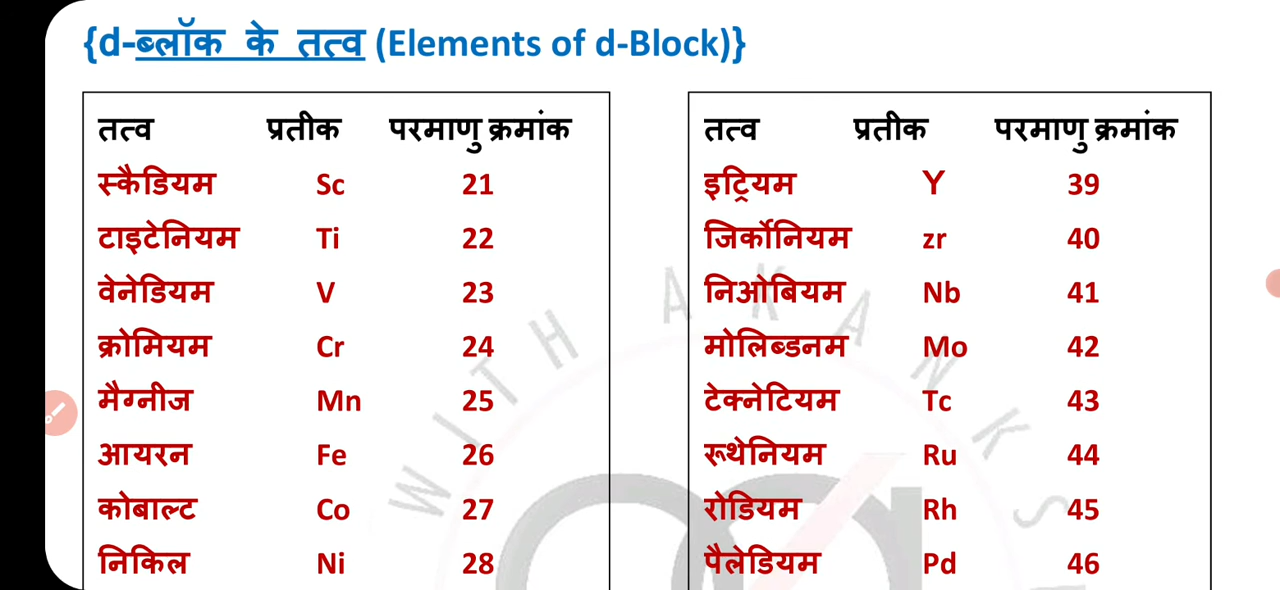 {d-ब्लॉक के तत्व (Elements of d-Block)}
तत्व प्रतीक परमाणु क्रमांक
स्कैडियम Sc 21
टाइटेनियम Ti 22
वेनेडियम V 23
क्रोमियम Cr 24
मैग्नीज Mn 25
आयरन Fe 26
कोबाल्ट Co 27
निकिल Ni 28
तत्व प्रतीक परमाणु क्रमांक
इट्रियम Y 39
जिर्कोनियम zr 40
निओबियम Nb 41
मोलिब्डनम Mo 42
टेक्नेटियम Tc 43
रूथेनियम Ru 44
रोडियम Rh 45
पैलेडियम Pd 46
WITH AKANKS